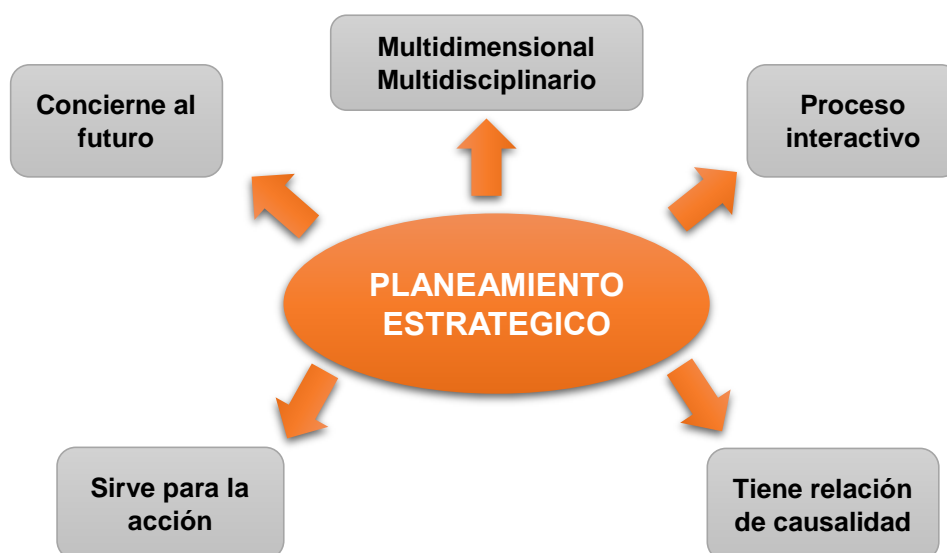 Multidimensional
Multidisciplinario
Concierne al
futuro
Proceso
interactivo
PLANEAMIENTO
ESTRATEGICO
Sirve para la
acción
Tiene relación
de causalidad